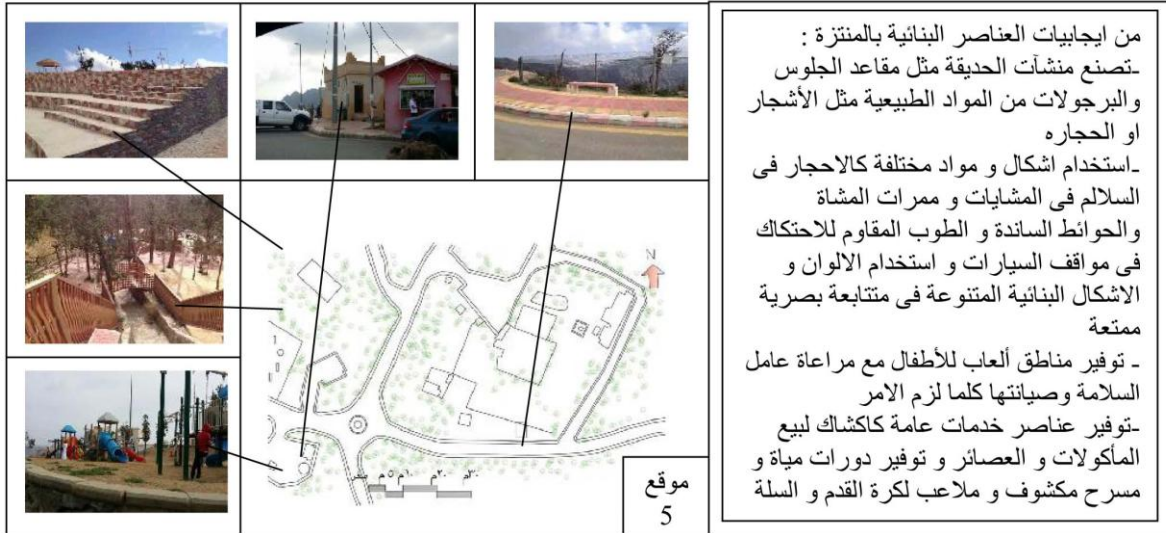 من ايجابيات العناصر البنائية بالمنتزة :
-تصنع منشآت الحديقة مثل مقاعد الجلوس
والبرجولات من المواد الطبيعية مثل الأشجار
او الحجاره
-استخدام اشكال و مواد مختلفة كالاحجار فى
السلالم فى المشايات و ممرات المشاة
والحوائط الساندة و الطوب المقاوم للاحتكاك
فى مواقف السيارات و استخدام الالوان و
الاشكال البنائية المتنوعة فى متتابعة بصرية
ممتعة
- توفير مناطق ألعاب للأطفال مع مراعاة عامل
السلامة وصيانتها كلما لزم الامر
-توفير عناصر خدمات عامة كاكشاك لبيع
المأكولات و العصائر و توفير دورات مياة و
مسرح مكشوف و ملاعب لكرة القدم و السلة
N
موقع
5